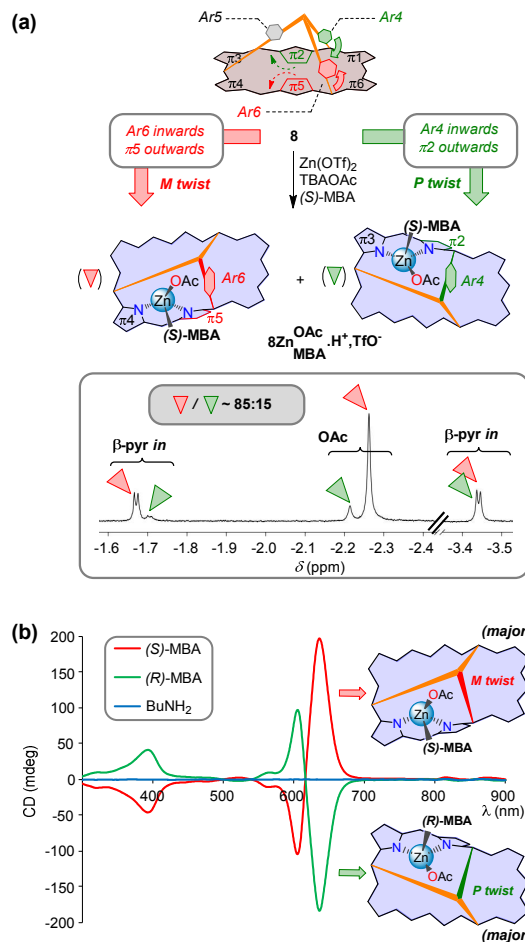 (a)
Ar5
Ar4
π3
π2
π1
π4
π5
π6
Ar6
Ar6 inwards
π5 outwards
8
Ar4 inwards
π2 outwards
M twist
Zn(OTf)2
TBAOAc
(S)-MBA
P twist
(S)-MBA
π3
N
N
π2
Zn
OAc
Ar4
Ar6
OAc
N
Zn
N
π4
π5
(S)-MBA
+
( )
( )
8Zn OAc MBA .H+,TfO-
/ ~ 85:15
β-pyr in
OAc
β-pyr in
-1.6 -1.7 -1.8 -1.9 -2.0 -2.1 -2.2 -2.3 -2.4 -3.4 -3.5
δ (ppm)
(b)
(major)
200
150
100
50
0
-50
-100
-150
-200
CD (mdeg)
(S)-MBA
(R)-MBA
BuNH2
M twist
OAc
N
Zn
N
(S)-MBA
400 500 600 700 800 900
λ (nm)
(R)-MBA
N
Zn
N
OAc
P twist
(major)